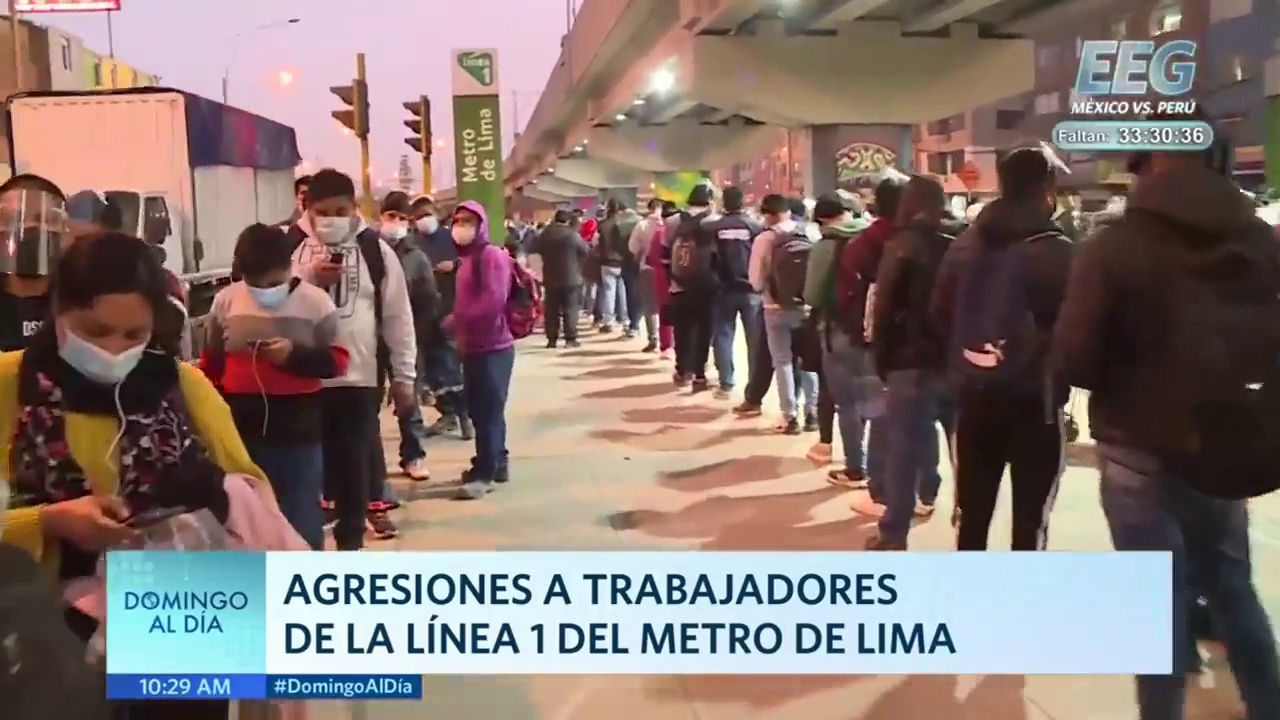 EEG
MÉXICO VS. PERÚ
Faltan: 33:30:36
línea 1
Metro
de Lima
DOMINGO
AL DÍA
AGRESIONES A TRABAJADORES
DE LA LÍNEA 1 DEL METRO DE LIMA
10:29 AM
#DomingoAlDía